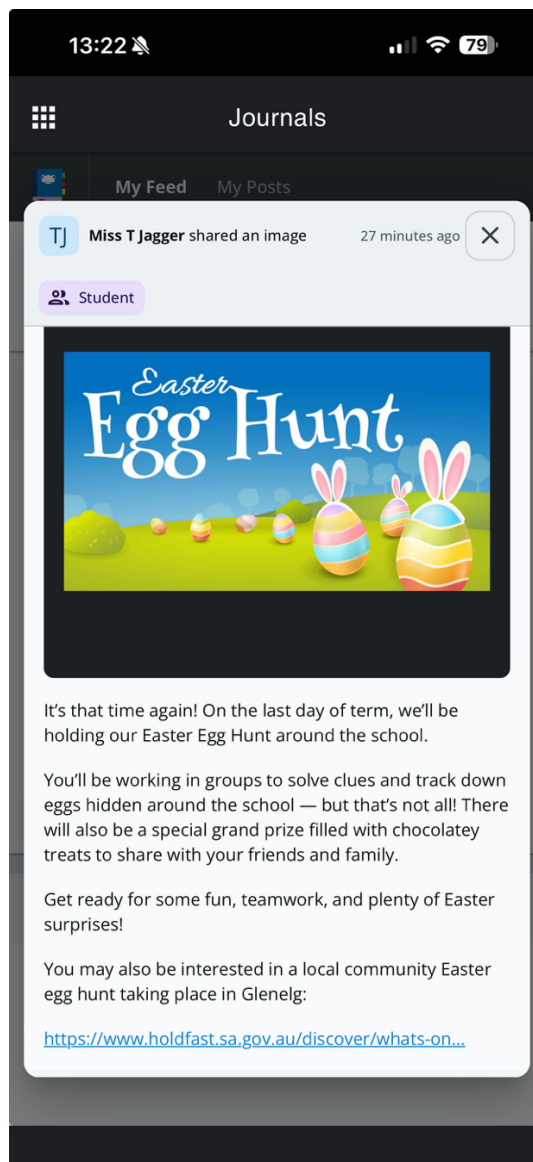 13:22
79
Journals
My Feed My Posts
TJ Miss T Jagger shared an image 27 minutes ago
Student
Easter
Egg Hunt
It’s that time again! On the last day of term, we’ll be
holding our Easter Egg Hunt around the school.
You’ll be working in groups to solve clues and track down
eggs hidden around the school — but that’s not all! There
will also be a special grand prize filled with chocolatey
treats to share with your friends and family.
Get ready for some fun, teamwork, and plenty of Easter
surprises!
You may also be interested in a local community Easter
egg hunt taking place in Glenelg:
https://www.holdfast.sa.gov.au/discover/whats-on...